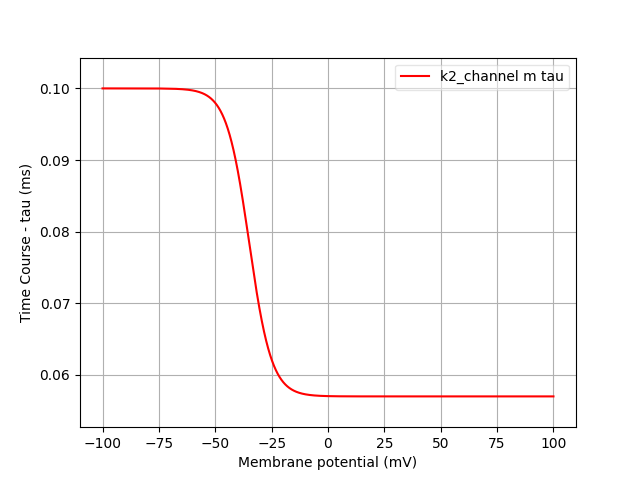 k2_channel m tau
0.10
0.09
0.08
0.07
0.06
Time Course - tau (ms)
−100 −75 −50 −25 0 25 50 75 100
Membrane potential (mV)